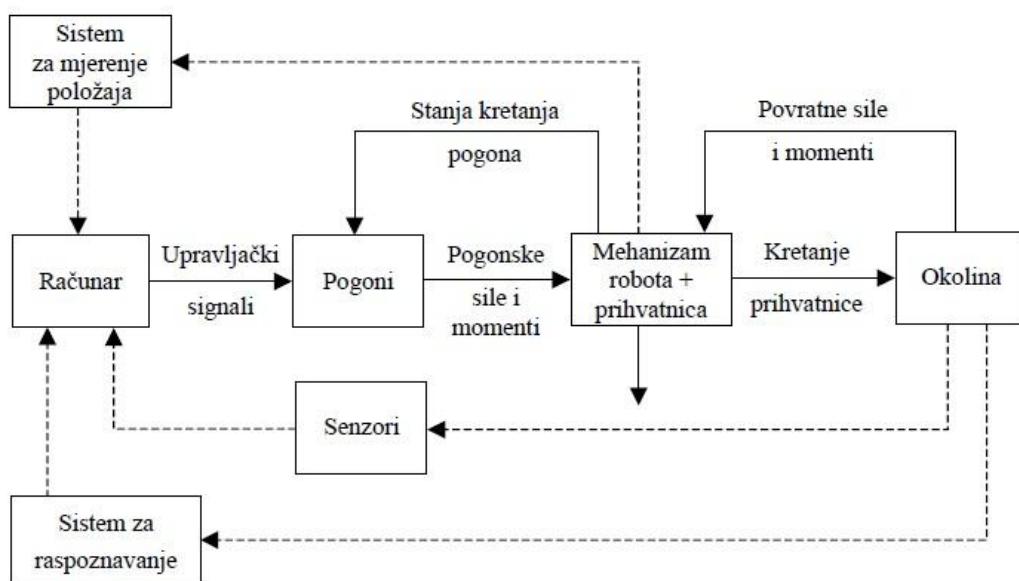 Sistem
za mjerenje
položaja
Stanja kretanja
pogona
Povratne sile
i momenti
Računar
Upravljački
signali
Pogoni
Pogonske
sile i
momenti
Mehanizam
robota +
prihvatnica
Kretanje
prihvatnice
Okolina
Senzori
Sistem za
raspoznavanje